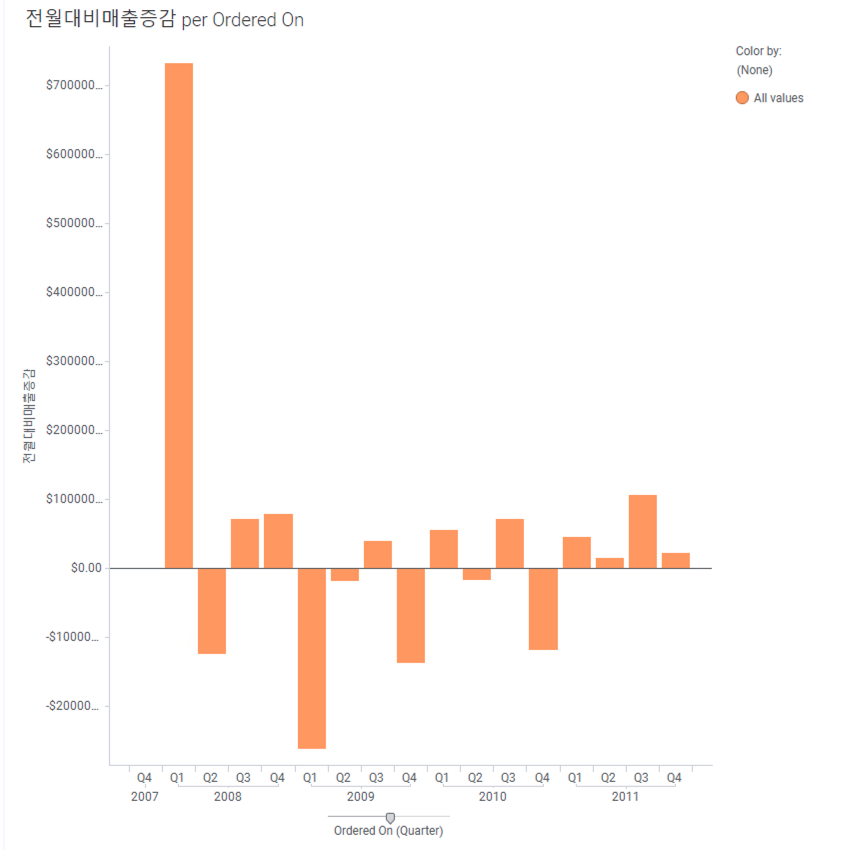 전월대비매출증감 per Ordered On
Color by:
(None)
All values
전월대비매출증감
$700000...
$600000...
$500000...
$400000...
$300000...
$200000...
$100000...
$0.00
-$10000...
-$20000...
Q4 Q1 Q2 Q3 Q4 Q1 Q2 Q3 Q4 Q1 Q2 Q3 Q4 Q1 Q2 Q3 Q4
2007 2008 2009 2010 2011
Ordered On (Quarter)